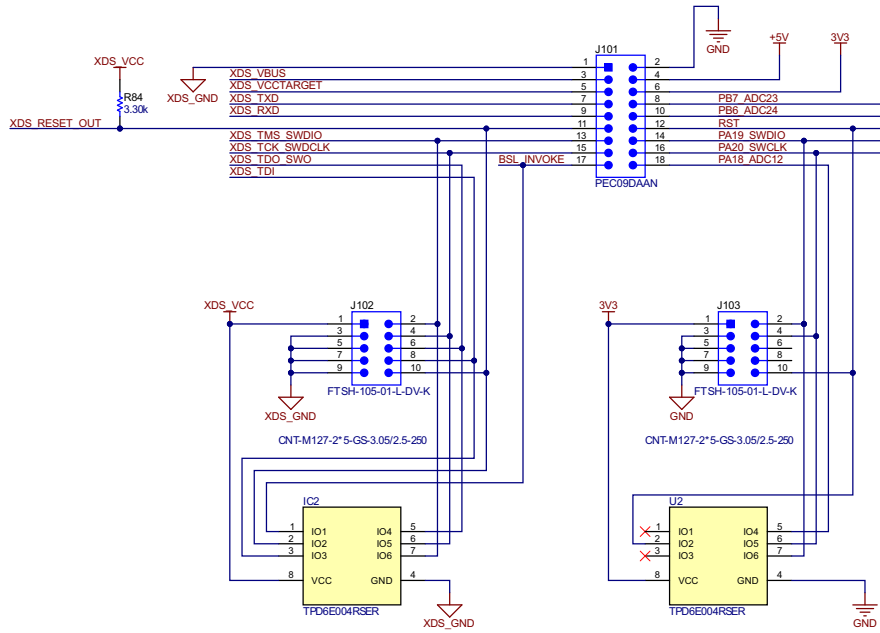 GND
+5V 3V3
J101
XDS_VCC
1 2
XDS_VBUS 3 4
XDS_GND
XDS_VCCTARGET 5 6
R84
3.30k
XDS_TXD 7 8 PB7_ADC23
XDS_RXD 9 10 PB6_ADC24
XDS_RESET_OUT 11 12 RST
XDS_TMS_SWDIO 13 14 PA19_SWDIO
XDS_TCK_SWDCLK 15 16 PA20_SWCLK
XDS_TDO_SWO BSL_INVOKE 17 18 PA18_ADC12
XDS_TDI
PEC09DAAN
XDS_VCC J102 3V3 J103
1 2 1 2
3 4 3 4
5 6 5 6
7 8 7 8
9 10 9 10
FTSH-105-01-L-DV-K FTSH-105-01-L-DV-K
XDS_GND GND
CNT-M127-2*5-GS-3.05/2.5-250 CNT-M127-2*5-GS-3.05/2.5-250
IC2 U2
1 IO1 IO4 5 1 IO1 IO4 5
2 IO2 IO5 6 2 IO2 IO5 6
3 IO3 IO6 7 3 IO3 IO6 7
8 VCC GND 4 8 VCC GND 4
TPD6E004RSER TPD6E004RSER
XDS_GND GND